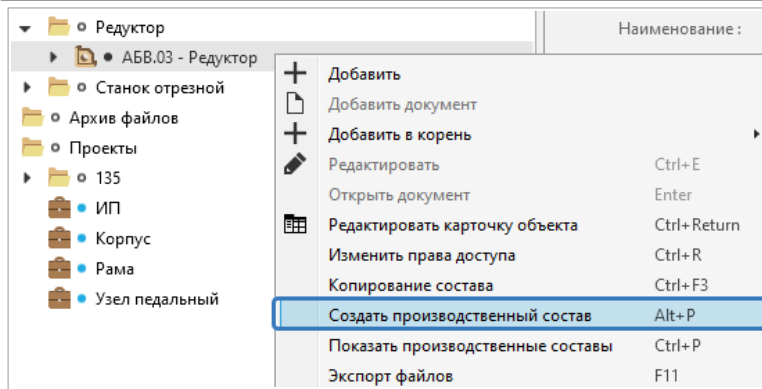 Редуктор
Наименование:
АБВ.03 - Редуктор
Станок отрезной
Архив файлов
Проекты
135
ИП
Корпус
Рама
Узел педальный
Добавить
Добавить документ
Добавить в корень
Редактировать Ctrl+E
Открыть документ Enter
Редактировать карточку объекта Ctrl+Return
Изменить права доступа Ctrl+R
Копирование состава Ctrl+F3
Создать производственный состав Alt+P
Показать производственные составы Ctrl+P
Экспорт файлов F11